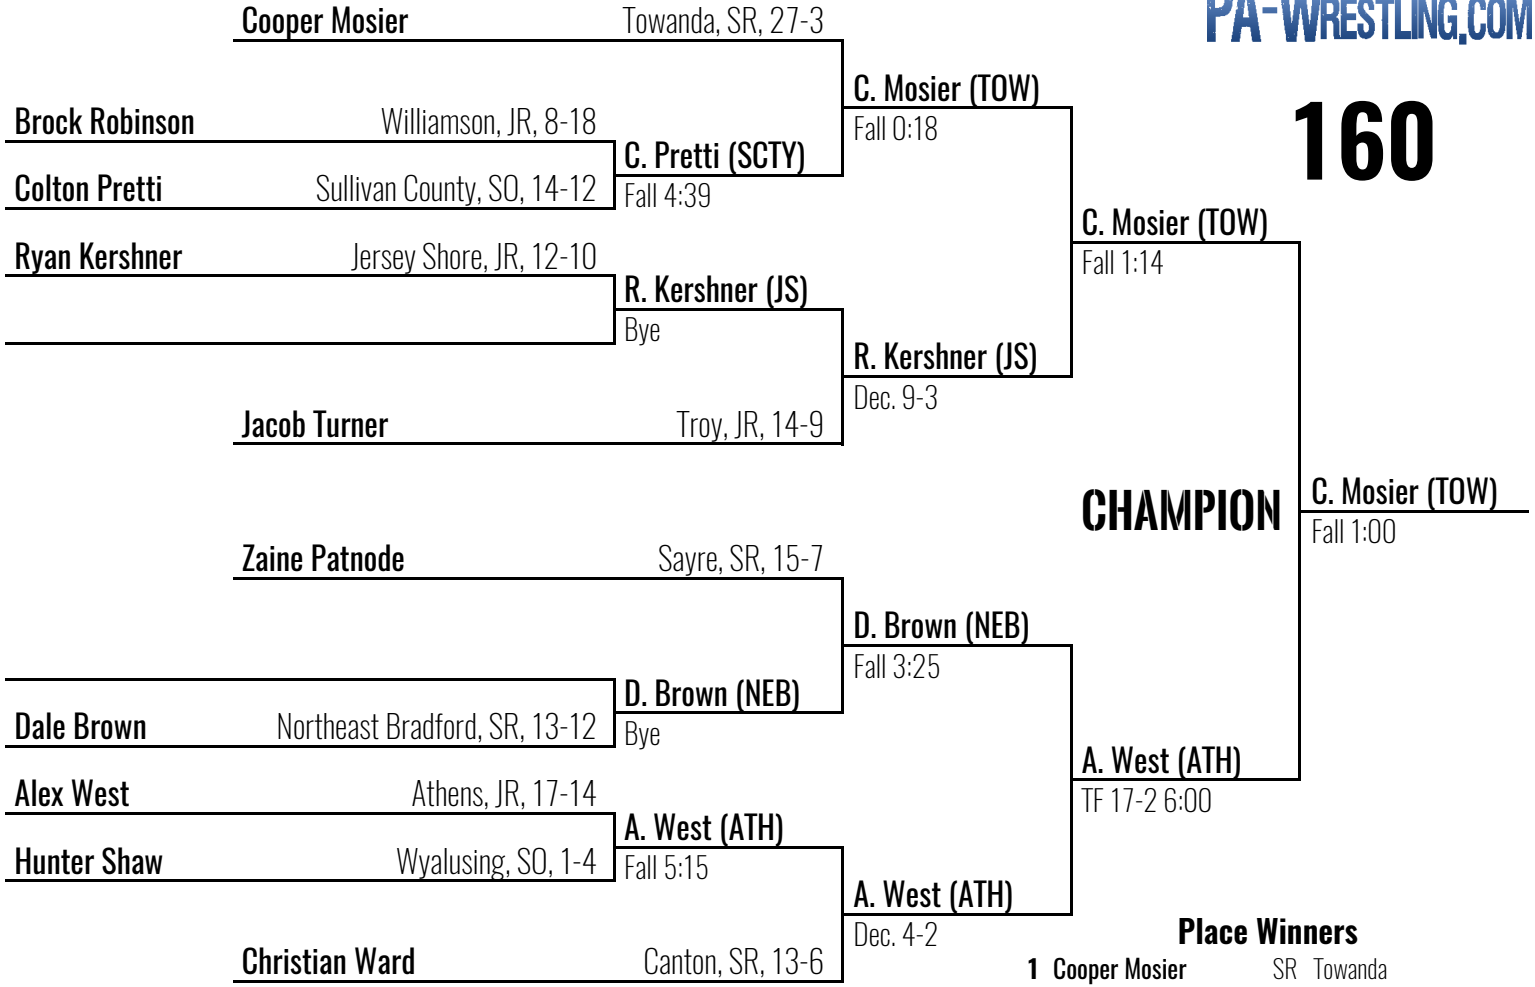 Cooper Mosier Towanda, SR, 27-3
PA-WRESTLING.COM
C. Mosier (TOW)
Fall 0:18
160
Brock Robinson Williamson, JR, 8-18
C. Pretti (SCTY)
Fall 4:39
Colton Pretti Sullivan County, SO, 14-12
C. Mosier (TOW)
Fall 1:14
Ryan Kershner Jersey Shore, JR, 12-10
R. Kershner (JS)
Bye
R. Kershner (JS)
Dec. 9-3
Jacob Turner Troy, JR, 14-9
CHAMPION
C. Mosier (TOW)
Fall 1:00
Zaine Patnode Sayre, SR, 15-7
D. Brown (NEB)
Fall 3:25
D. Brown (NEB)
Bye
Dale Brown Northeast Bradford, SR, 13-12
A. West (ATH)
TF 17-2 6:00
Alex West Athens, JR, 17-14
A. West (ATH)
Fall 5:15
Hunter Shaw Wyalusing, SO, 1-4
A. West (ATH)
Dec. 4-2
Christian Ward Canton, SR, 13-6
Place Winners
1 Cooper Mosier SR Towanda